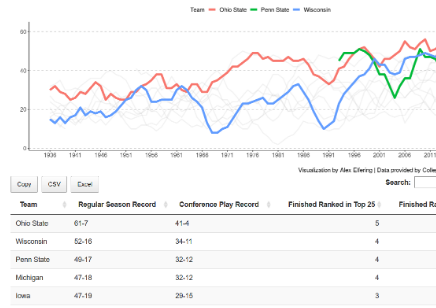 Team Ohio State Penn State Wisconsin
60
40
20
0
1936 1941 1946 1951 1956 1961 1966 1971 1976 1981 1986 1991 1996 2001 2006 2011
Visualization by Alex Elfering | Data provided by Colle
Copy CSV Excel Search:
Team Regular Season Record Conference Play Record Finished Ranked in Top 25 Finished Ra
Ohio State 61-7 41-4 5
Wisconsin 52-16 34-11 4
Penn State 49-17 32-12 4
Michigan 47-18 32-12 4
Iowa 47-19 29-15 3